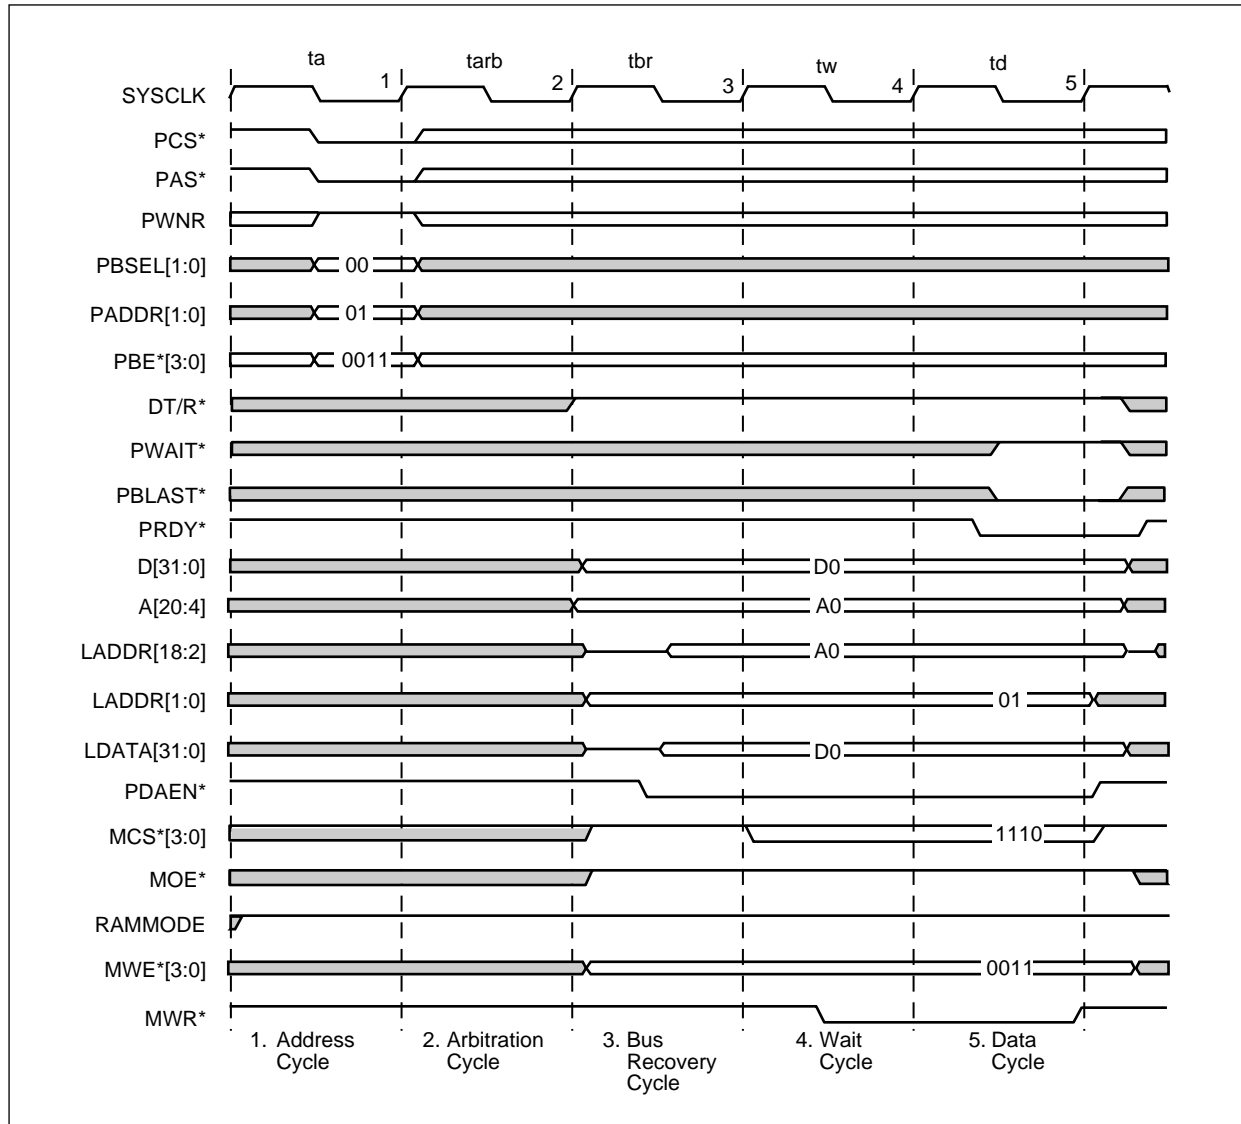 ta tarb tbr tw td
SYSCLK 1 2 3 4 5
PCS*
PAS*
PWNR
PBSEL[1:0] 00
PADDR[1:0] 01
PBE*[3:0] 0011
DT/R*
PWAIT*
PBLAST*
PRDY*
D[31:0] D0
A[20:4] A0
LADDR[18:2] A0
LADDR[1:0] 01
LDATA[31:0] D0
PDAEN*
MCS*[3:0] 1110
MOE*
RAMMODE
MWE*[3:0] 0011
MWR*
1. Address
Cycle
2. Arbitration
Cycle
3. Bus
Recovery
Cycle
4. Wait
Cycle
5. Data
Cycle